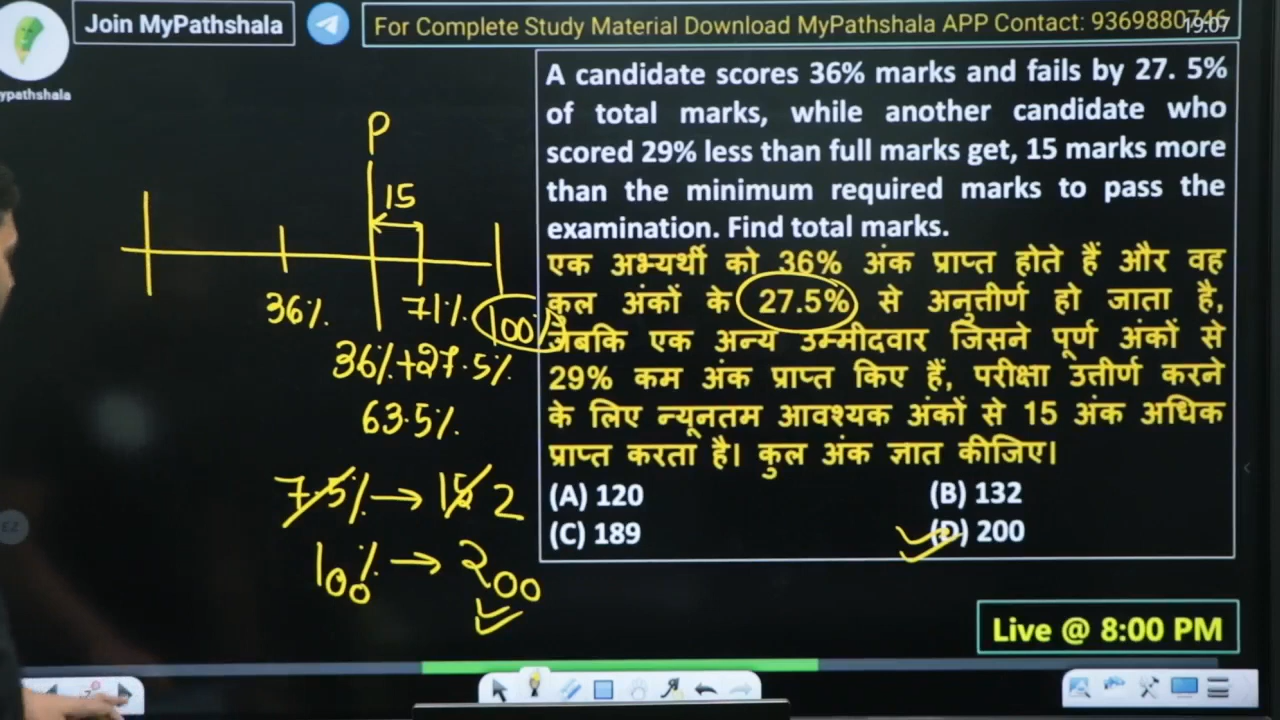 Join MyPathshala
For Complete Study Material Download MyPathshala APP Contact: 9369880746
19:07
ypathshala
A candidate scores 36% marks and fails by 27. 5%
of total marks, while another candidate who
scored 29% less than full marks get, 15 marks more
than the minimum required marks to pass the
examination. Find total marks.
एक अभ्यर्थी को 36% अंक प्राप्त होते हैं और वह
कुल अंकों के 27.5% से अनुत्तीर्ण हो जाता है,
जबकि एक अन्य उम्मीदवार जिसने पूर्ण अंकों से
29% कम अंक प्राप्त किए हैं, परीक्षा उत्तीर्ण करने
के लिए न्यूनतम आवश्यक अंकों से 15 अंक अधिक
प्राप्त करता है। कुल अंक ज्ञात कीजिए।
(A) 120 (B) 132
(C) 189 (D) 200
P
15
36% 71% 100%
36%+27.5%
63.5%
7.5% → 15 2
100% → 200
EZ
Live @ 8:00 PM